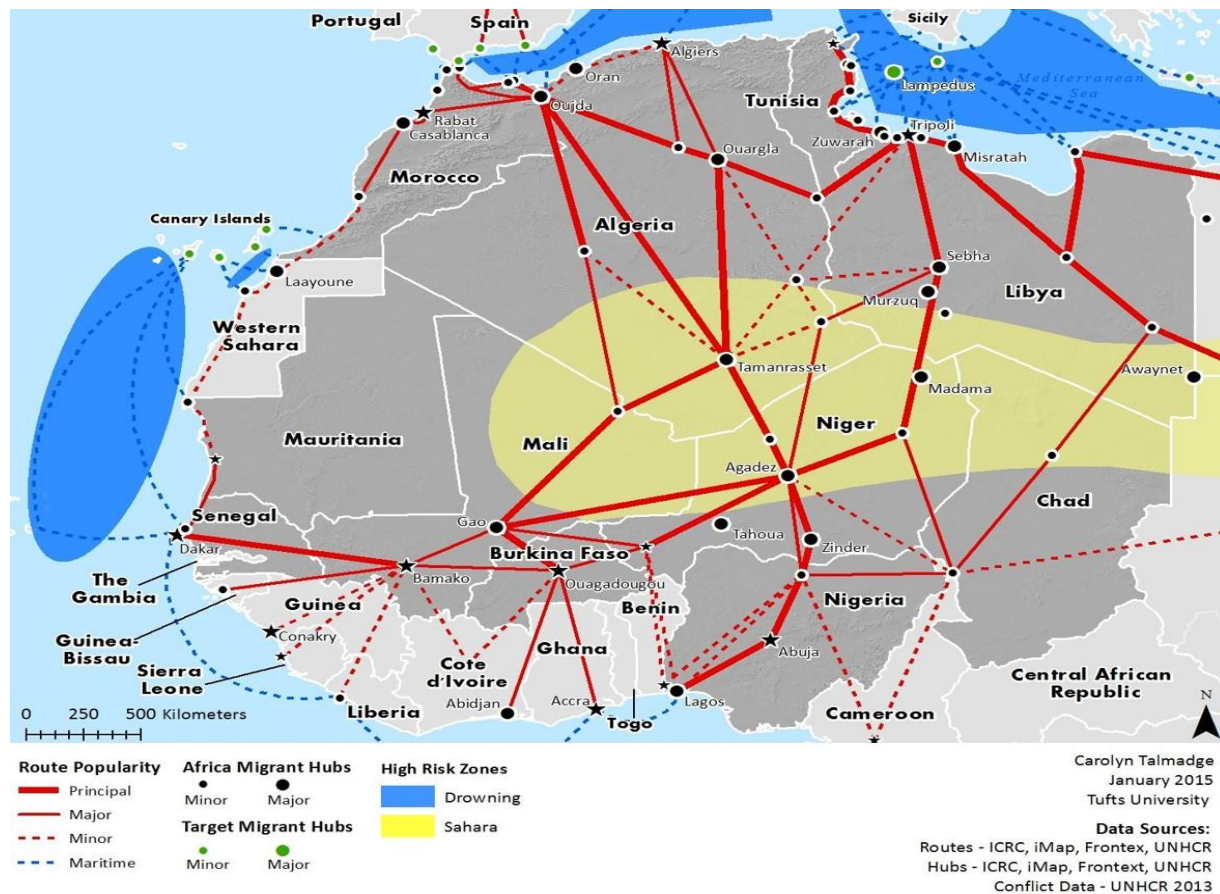 Portugal
Spain
Sicily
Algiers
Oran
Mediterranean
Sea
Lampedus
Tunisia
Oujda
Rabat
Casablanca
Zuwarah
Tripoli
Misratah
Ouargla
Morocco
Canary Islands
Algeria
Laayoune
Sebha
Murzuq
Libya
Western
Sahara
Tamanrasset
Madama
Awaynet
Mauritania
Mali
Niger
Agadez
Chad
Senegal
Dakar
Gao
Tahoua
Zinder
Burkina Faso
Bamako
Ouagadougou
The
Gambia
Guinea
Benin
Nigeria
Guinea-
Bissau
Conakry
Ghana
Abuja
Sierra
Leone
Cote
d'Ivoire
Central African
Republic
Liberia
Abidjan
Accra
Togo
Lagos
Cameroon
N
0 250 500 Kilometers
Route Popularity
Principal
Major
Minor
Maritime
Africa Migrant Hubs
Minor Major
Target Migrant Hubs
Minor Major
High Risk Zones
Drowning
Sahara
Carolyn Talmadge
January 2015
Tufts University
Data Sources:
Routes - ICRC, iMap, Frontex, UNHCR
Hubs - ICRC, iMap, Frontext, UNHCR
Conflict Data - UNHCR 2013